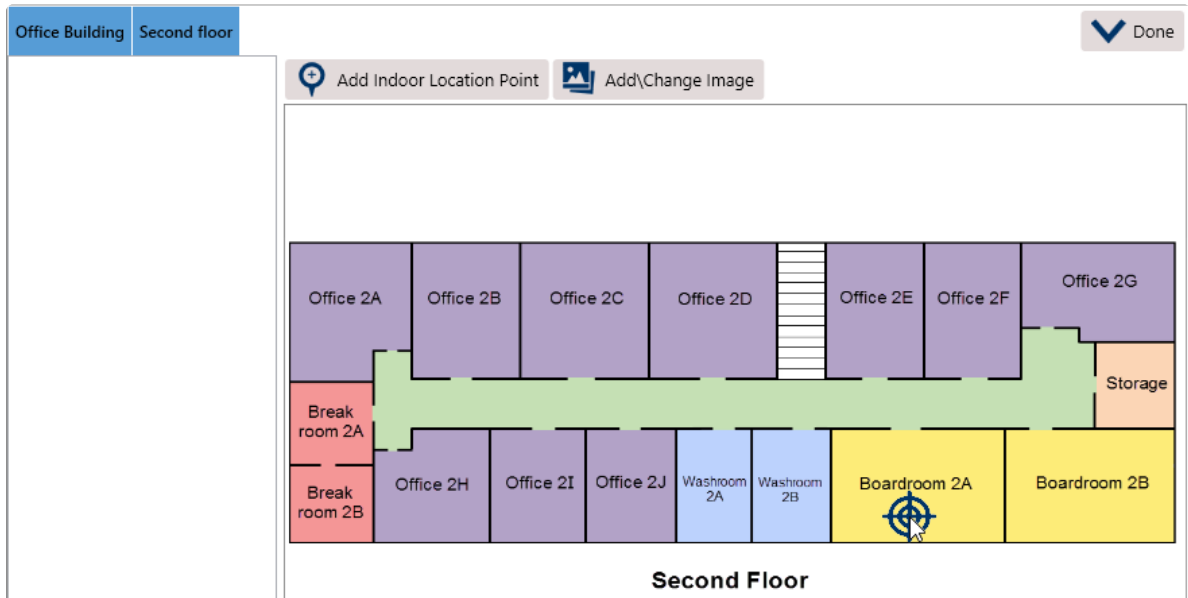 Office Building
Second floor
Done
Add Indoor Location Point
Add\Change Image
Office 2A
Office 2B
Office 2C
Office 2D
Office 2E
Office 2F
Office 2G
Storage
Break
room 2A
Break
room 2B
Office 2H
Office 2I
Office 2J
Washroom
2A
Washroom
2B
Boardroom 2A
Boardroom 2B
Second Floor